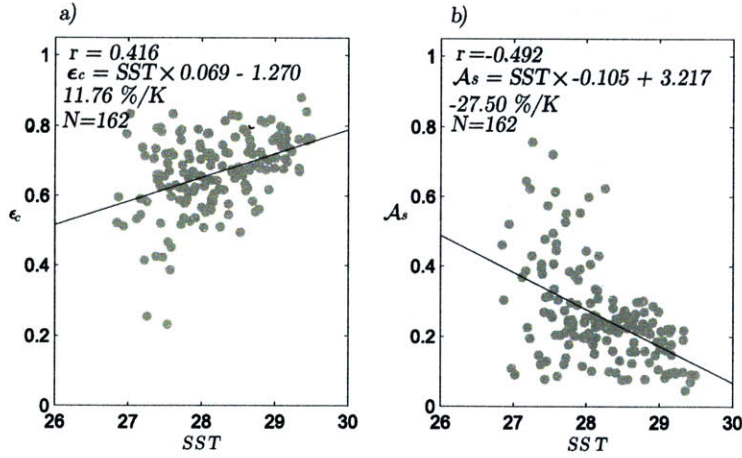 a)
r = 0.416
ϵc = SST × 0.069 - 1.270
11.76 %/K
N=162
1
0.8
0.6
ϵc
0.4
0.2
0
26 27 28 29 30
SST
b)
r=-0.492
𝒜s = SST × -0.105 + 3.217
-27.50 %/K
N=162
1
0.8
0.6
𝒜s
0.4
0.2
0
26 27 28 29 30
SST